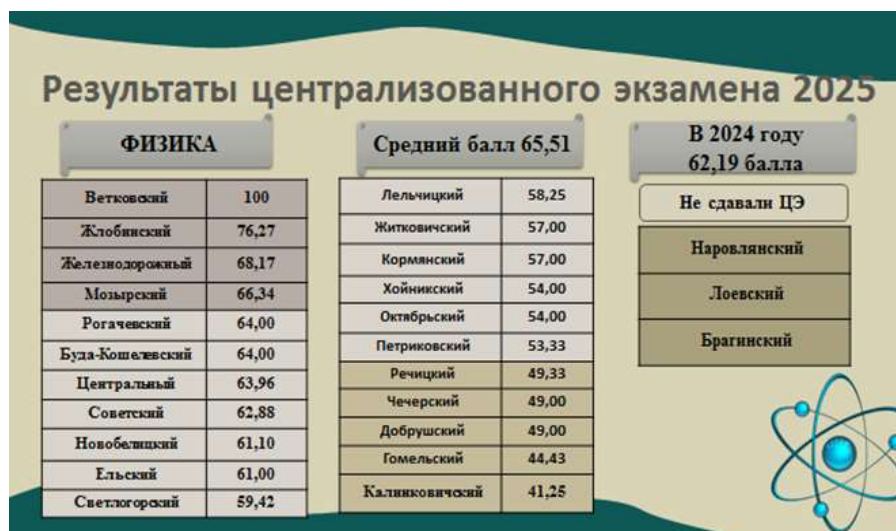 Результаты централизованного экзамена 2025
ФИЗИКА
Ветковский 100
Жлобинский 76,27
Железнодорожный 68,17
Мозырский 66,34
Рогачевский 64,00
Буда-Кошелевский 64,00
Центральный 63,96
Советский 62,88
Новобелицкий 61,10
Ельский 61,00
Светлогорский 59,42
Средний балл 65,51
Лельчицкий 58,25
Житковичский 57,00
Кормянский 57,00
Хойникский 54,00
Октябрьский 54,00
Петриковский 53,33
Речицкий 49,33
Чечерский 49,00
Добрушский 49,00
Гомельский 44,43
Калинковичский 41,25
В 2024 году
62,19 балла
Не сдавали ЦЭ
Наровлянский
Лоевский
Брагинский